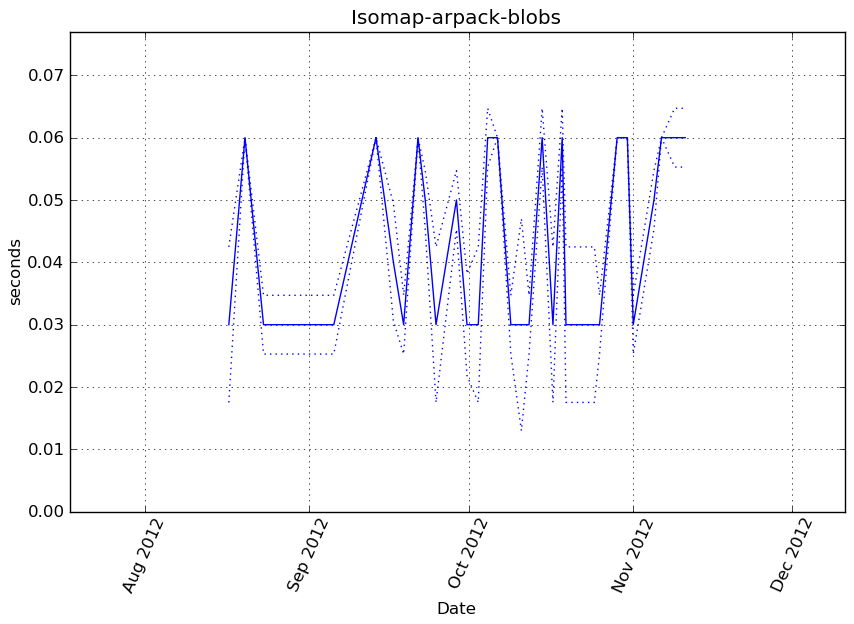 Isomap-arpack-blobs
0.07
0.06
0.05
0.04
0.03
0.02
0.01
0.00
seconds
Aug 2012
Sep 2012
Oct 2012
Nov 2012
Dec 2012
Date